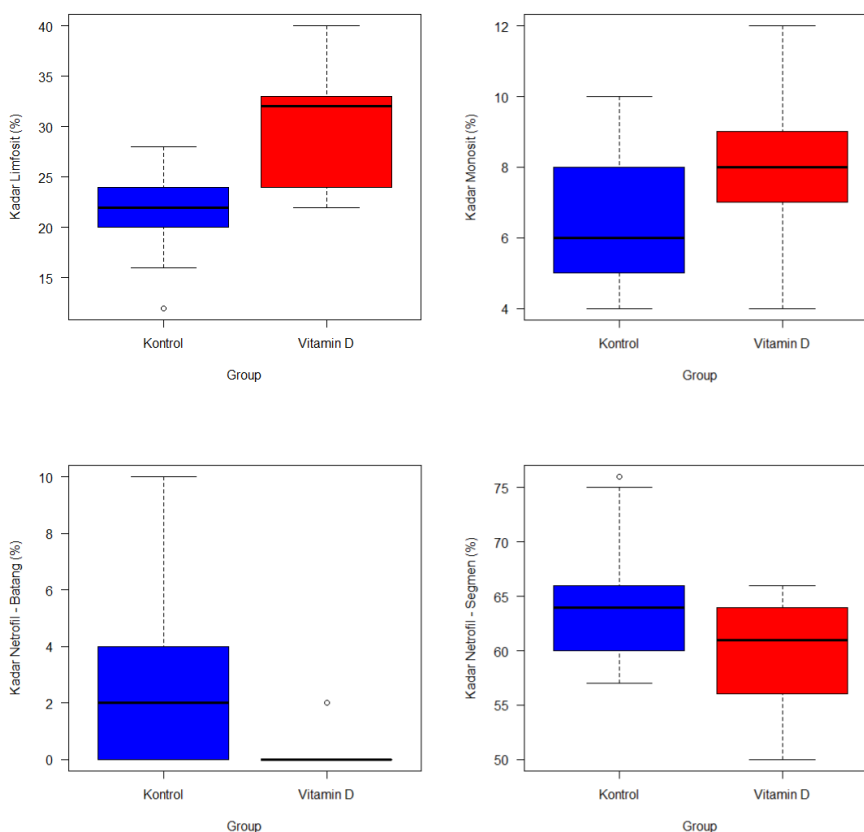 Kadar Limfosit (%)
40
35
30
25
20
15
Kontrol
Vitamin D
Group
Kadar Monosit (%)
12
10
8
6
4
Kontrol
Vitamin D
Group
Kadar Netrofil - Batang (%)
10
8
6
4
2
0
Kontrol
Vitamin D
Group
Kadar Netrofil - Segmen (%)
75
70
65
60
55
50
Kontrol
Vitamin D
Group